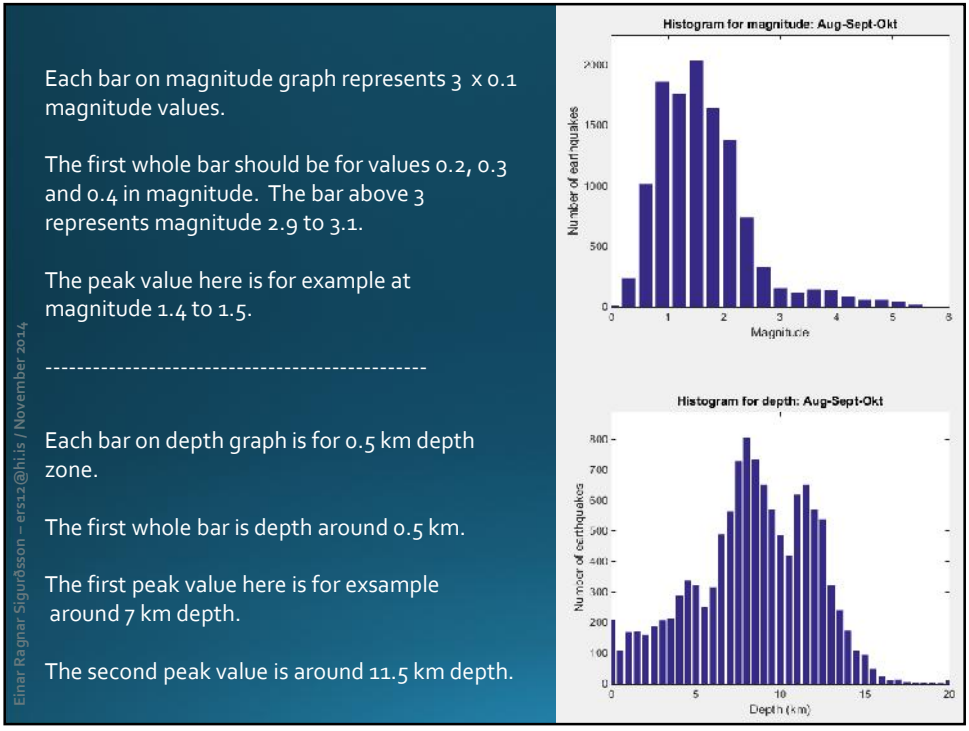 Each bar on magnitude graph represents 3 x 0.1
magnitude values.
The first whole bar should be for values 0.2, 0.3
and 0.4 in magnitude. The bar above 3
represents magnitude 2.9 to 3.1.
The peak value here is for example at
magnitude 1.4 to 1.5.
------------------------------------------------
Each bar on depth graph is for 0.5 km depth
zone.
The first whole bar is depth around 0.5 km.
The first peak value here is for exsample
around 7 km depth.
The second peak value is around 11.5 km depth.
Einar Ragnar Sigurðsson – ers12@hi.is / November 2014
Histogram for magnitude: Aug-Sept-Okt
Number of earthquakes
2000
1500
1000
500
0
0 1 2 3 4 5 6
Magnitude
Histogram for depth: Aug-Sept-Okt
Number of earthquakes
800
700
600
500
400
300
200
100
0
0 5 10 15 20
Depth (km)